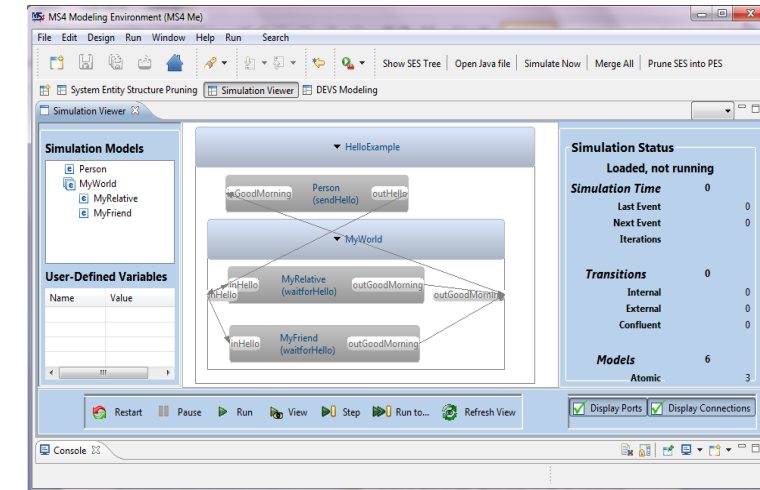 MS4 Modeling Environment (MS4 Me)
File Edit Design Run Window Help Run Search
Show SES Tree Open Java file Simulate Now Merge All Prune SES into PES
System Entity Structure Pruning Simulation Viewer DEVS Modeling
Simulation Viewer
Simulation Models
Person
MyWorld
MyRelative
MyFriend
User-Defined Variables
Name Value
HelloExample
inGoodMorning Person outHello
(sendHello)
MyWorld
inHello MyRelative outGoodMorning
(waitforHello)
inHello outGoodMorning
inHello MyFriend outGoodMorning
(waitforHello)
Simulation Status
Loaded, not running
Simulation Time 0
Last Event 0
Next Event 0
Iterations
Transitions 0
Internal 0
External 0
Confluent 0
Models 6
Atomic 3
Restart Pause Run View Step Run to... Refresh View
Display Ports Display Connections
Console